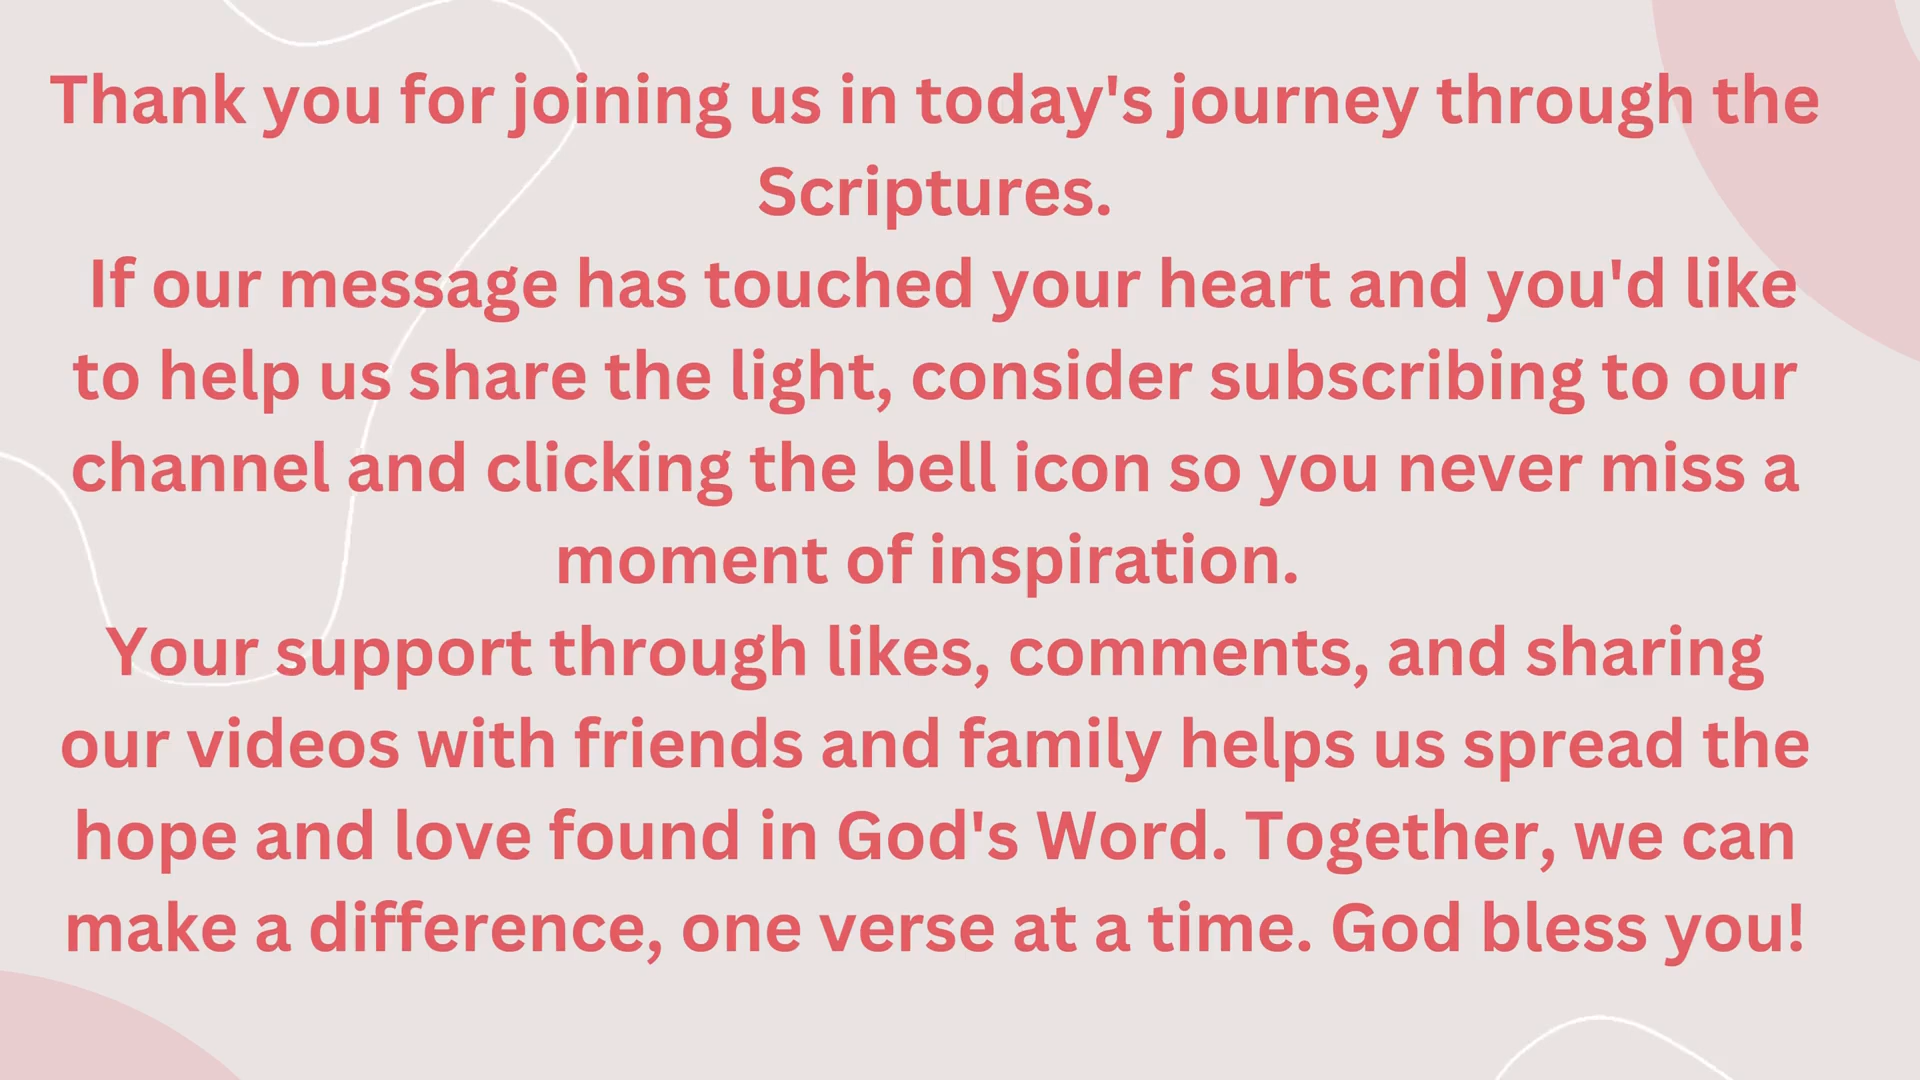 Thank you for joining us in today's journey through the
Scriptures.
If our message has touched your heart and you'd like
to help us share the light, consider subscribing to our
channel and clicking the bell icon so you never miss a
moment of inspiration.
Your support through likes, comments, and sharing
our videos with friends and family helps us spread the
hope and love found in God's Word. Together, we can
make a difference, one verse at a time. God bless you!